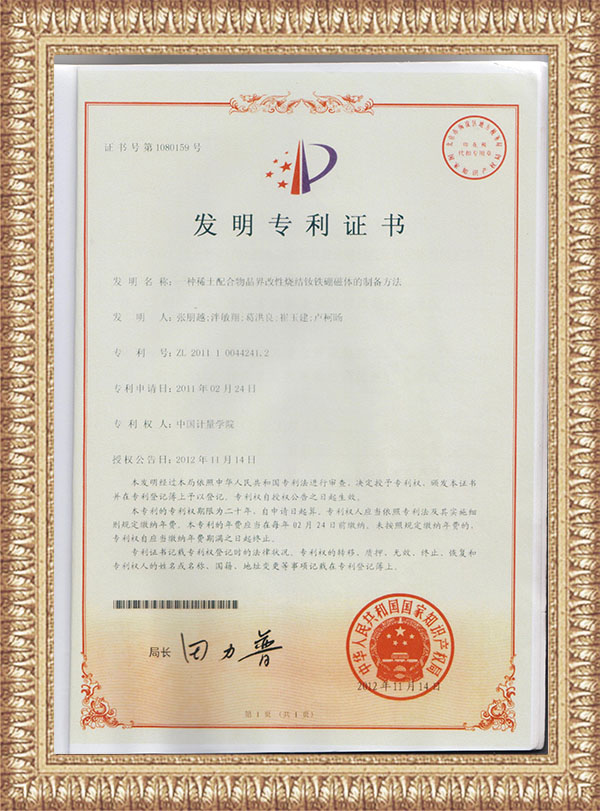 证书号第1080159号
发明专利证书
发明名称：一种稀土配合物晶界改性烧结钕铁硼磁体的制备方法
发明人：张朋越;泮敏翔;葛洪良;崔玉建;卢柯旸
专利号：ZL 2011 1 0044241.2
专利申请日：2011年02月24日
专利权人：中国计量学院
授权公告日：2012年11月14日
本发明经过本局依照中华人民共和国专利法进行审查，决定授予专利权，颁发本证书
并在专利登记簿上予以登记。专利权自授权公告之日起生效。
本专利的专利权期限为二十年，自申请日起算。专利权人应当依照专利法及其实施细
则规定缴纳年费。本专利的年费应当在每年02月24日前缴纳。未按照规定缴纳年费的，
专利权自应当缴纳年费期满之日起终止。
专利证书记载专利权登记时的法律状况。专利权的转移、质押、无效、终止、恢复和
专利权人的姓名或名称、国籍、地址变更等事项记载在专利登记簿上。
局长 田力普
中华人民共和国国家知识产权局
2012年11月14日
第1页（共1页）